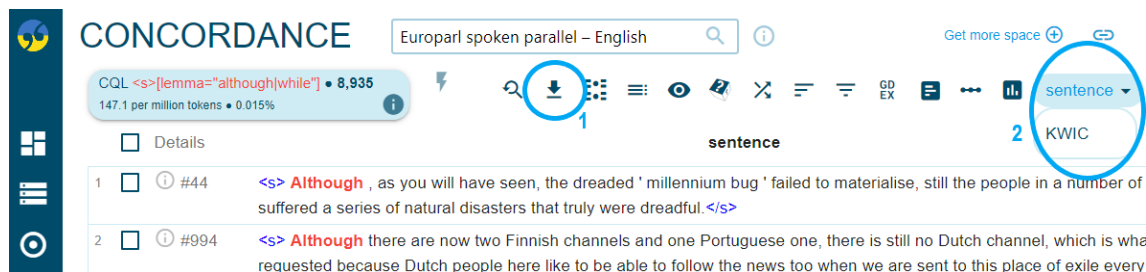 CONCORDANCE
Europarl spoken parallel – English
Get more space
CQL <s>[lemma="although|while"] ● 8,935
147.1 per million tokens ● 0.015%
GD
EX
sentence
1
2
KWIC
Details
sentence
1 #44 <s> Although , as you will have seen, the dreaded ' millennium bug ' failed to materialise, still the people in a number of
suffered a series of natural disasters that truly were dreadful.</s>
2 #994 <s> Although there are now two Finnish channels and one Portuguese one, there is still no Dutch channel, which is wha
requested because Dutch people here like to be able to follow the news too when we are sent to this place of exile every